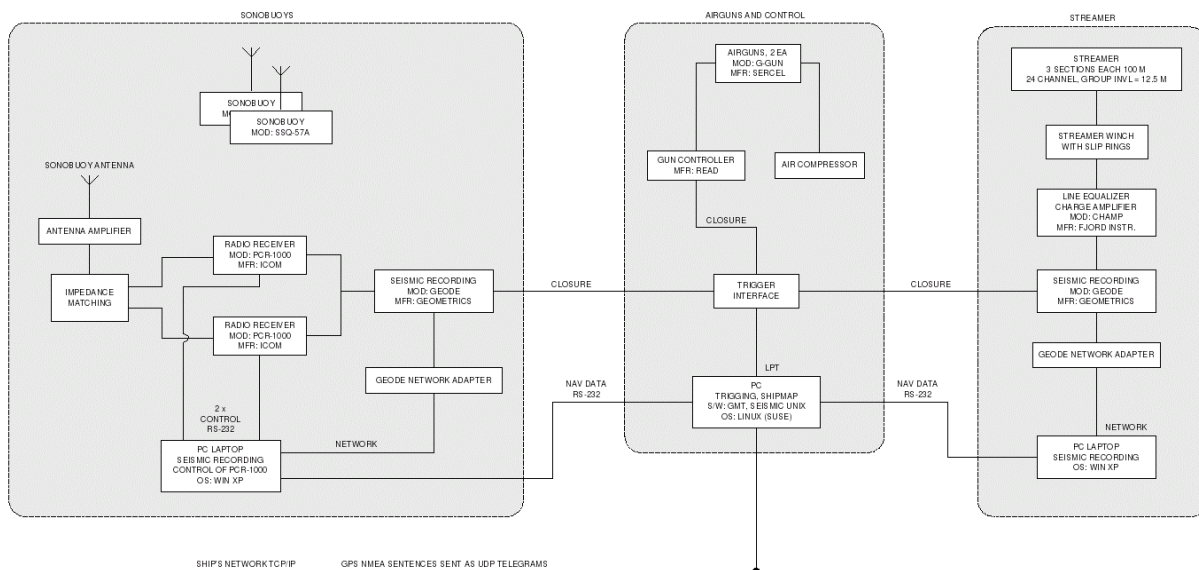 SONOBUOYS
SONOBUOY
SONOBUOY
MOD: SSQ-57A
SONOBUOY ANTENNA
ANTENNA AMPLIFIER
IMPEDANCE
MATCHING
RADIO RECEIVER
MOD: PCR-1000
MFR: ICOM
RADIO RECEIVER
MOD: PCR-1000
MFR: ICOM
SEISMIC RECORDING
MOD: GEODE
MFR: GEOMETRICS
GEODE NETWORK ADAPTER
2 x
CONTROL
RS-232
NETWORK
PC LAPTOP
SEISMIC RECORDING
CONTROL OF PCR-1000
OS: WIN XP
CLOSURE
NAV DATA
RS-232
AIRGUNS AND CONTROL
AIRGUNS, 2 EA
MOD: G-GUN
MFR: SERCEL
GUN CONTROLLER
MFR: READ
AIR COMPRESSOR
CLOSURE
TRIGGER
INTERFACE
LPT
PC
TRIGGING, SHIPMAP
S/W: GMT, SEISMIC UNIX
OS: LINUX (SUSE)
CLOSURE
NAV DATA
RS-232
STREAMER
STREAMER
3 SECTIONS EACH 100 M
24 CHANNEL, GROUP INVL = 12.5 M
STREAMER WINCH
WITH SLIP RINGS
LINE EQUALIZER
CHARGE AMPLIFIER
MOD: CHAMP
MFR: FJORD INSTR.
SEISMIC RECORDING
MOD: GEODE
MFR: GEOMETRICS
GEODE NETWORK ADAPTER
NETWORK
PC LAPTOP
SEISMIC RECORDING
OS: WIN XP
SHIP'S NETWORK TCP/IP
GPS NMEA SENTENCES SENT AS UDP TELEGRAMS